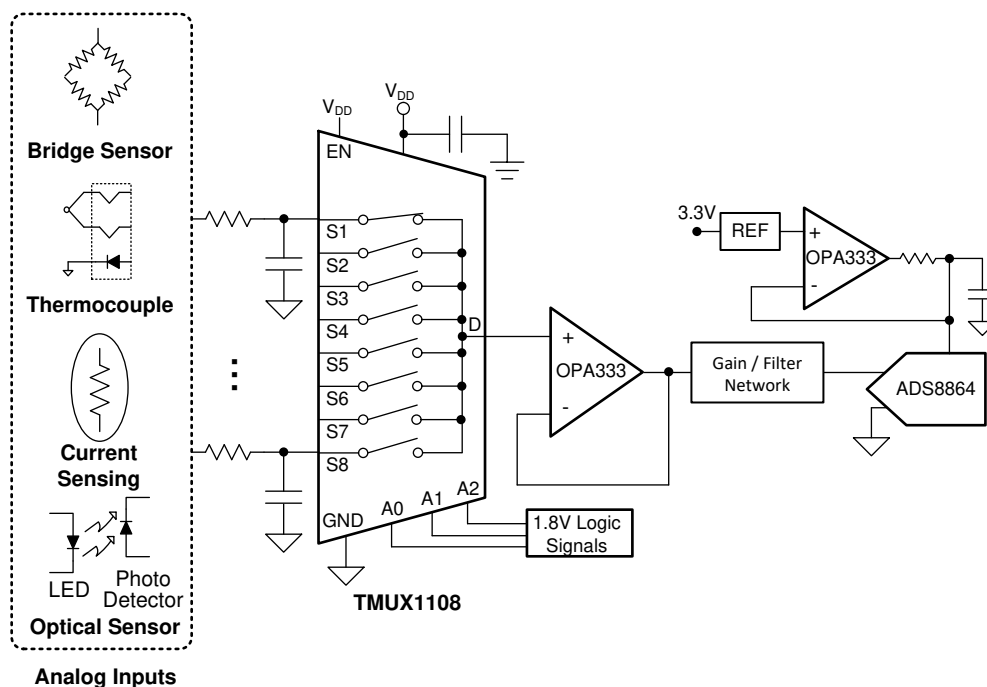 Bridge Sensor
Thermocouple
Current
Sensing
LED
Photo
Detector
Optical Sensor
Analog Inputs
...
VDD
VDD
EN
S1
S2
S3
S4
S5
S6
S7
S8
D
GND
A0
A1
A2
TMUX1108
1.8V Logic
Signals
+
OPA333
-
Gain / Filter
Network
3.3V
REF
+
OPA333
-
ADS8864